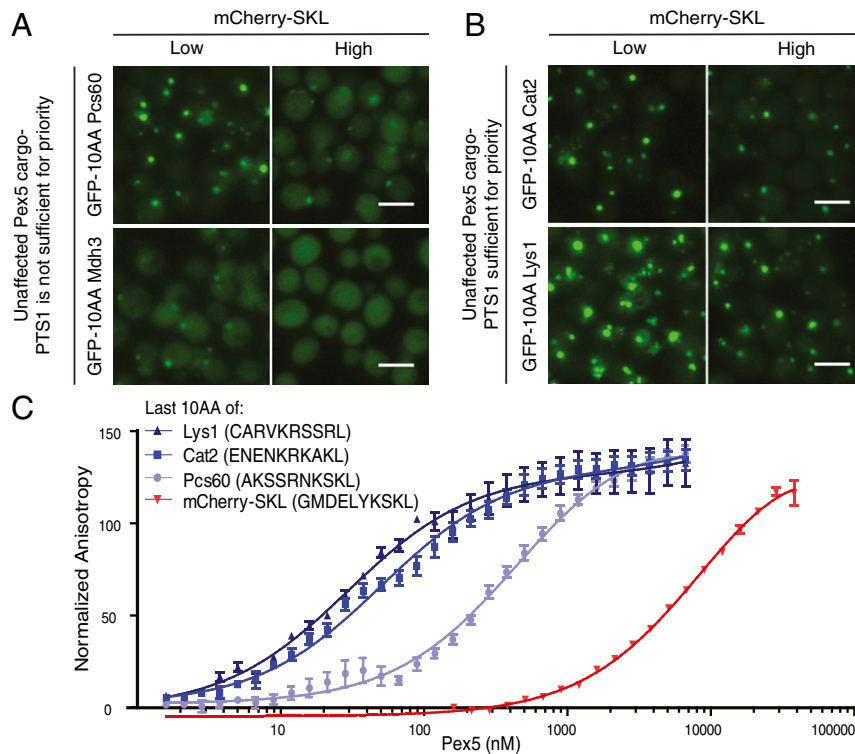 A
mCherry-SKL
Low
High
Unaffected Pex5 cargo-
PTS1 is not sufficient for priority
GFP-10AA Pcs60
GFP-10AA Mdh3
B
mCherry-SKL
Low
High
Unaffected Pex5 cargo-
PTS1 sufficient for priority
GFP-10AA Cat2
GFP-10AA Lys1
C
Last 10AA of:
Lys1 (CARVKRSSRL)
Cat2 (ENENKRKAKL)
Pcs60 (AKSSRNKSKL)
mCherry-SKL (GMDELYKSKL)
Normalized Anisotropy
150
100
50
0
10
100
1000
10000
100000
Pex5 (nM)